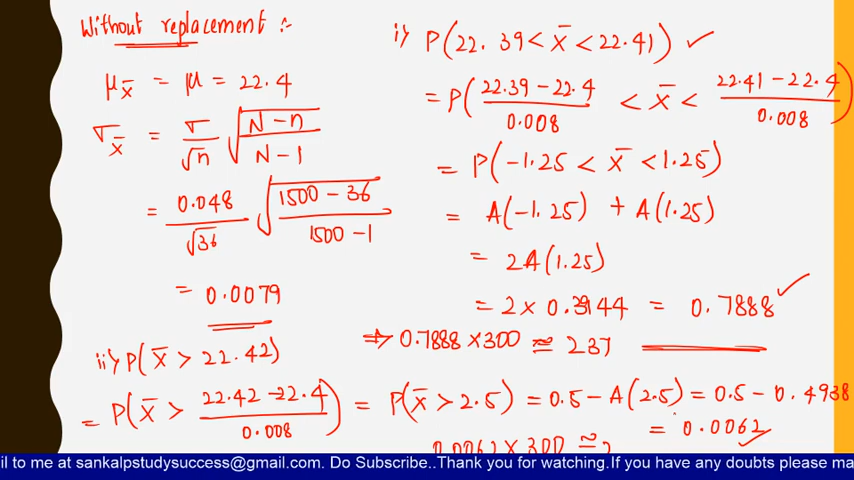 Without replacement :-
μx̄ = μ = 22.4
σx̄ = σ/√n √(N-n / N-1)
= 0.048/√36 √(1500-36 / 1500-1)
= 0.0079
i) P(22.39 < x̄ < 22.41) ✓
= P(22.39-22.4 / 0.008 < x̄ < 22.41-22.4 / 0.008)
= P(-1.25 < x̄ < 1.25)
= A(-1.25) + A(1.25)
= 2A(1.25)
= 2 × 0.3944 = 0.7888 ✓
⇒ 0.7888 × 300 ≅ 237
ii) P(x̄ > 22.42)
= P(x̄ > 22.42-22.4 / 0.008) = P(x̄ > 2.5) = 0.5 - A(2.5) = 0.5 - 0.4938
= 0.0062 ✓
0.0062 × 300 ≅ 2
il to me at sankalpstudysuccess@gmail.com. Do Subscribe..Thank you for watching.If you have any doubts please ma